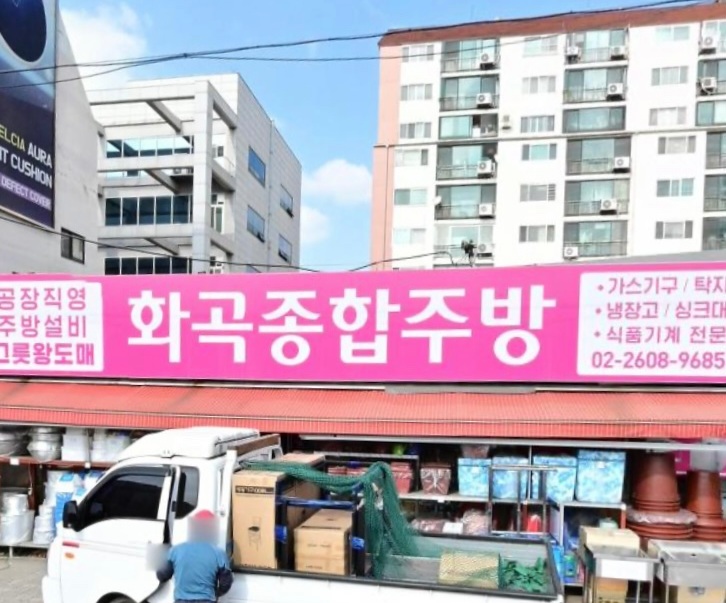 ELCIA AURA
IT CUSHION
DEFECT COVER
공장직영
주방설비
그릇왕도매
화곡종합주방
• 가스기구 / 탁자
• 냉장고 / 싱크대
• 식품기계 전문
02-2608-9685